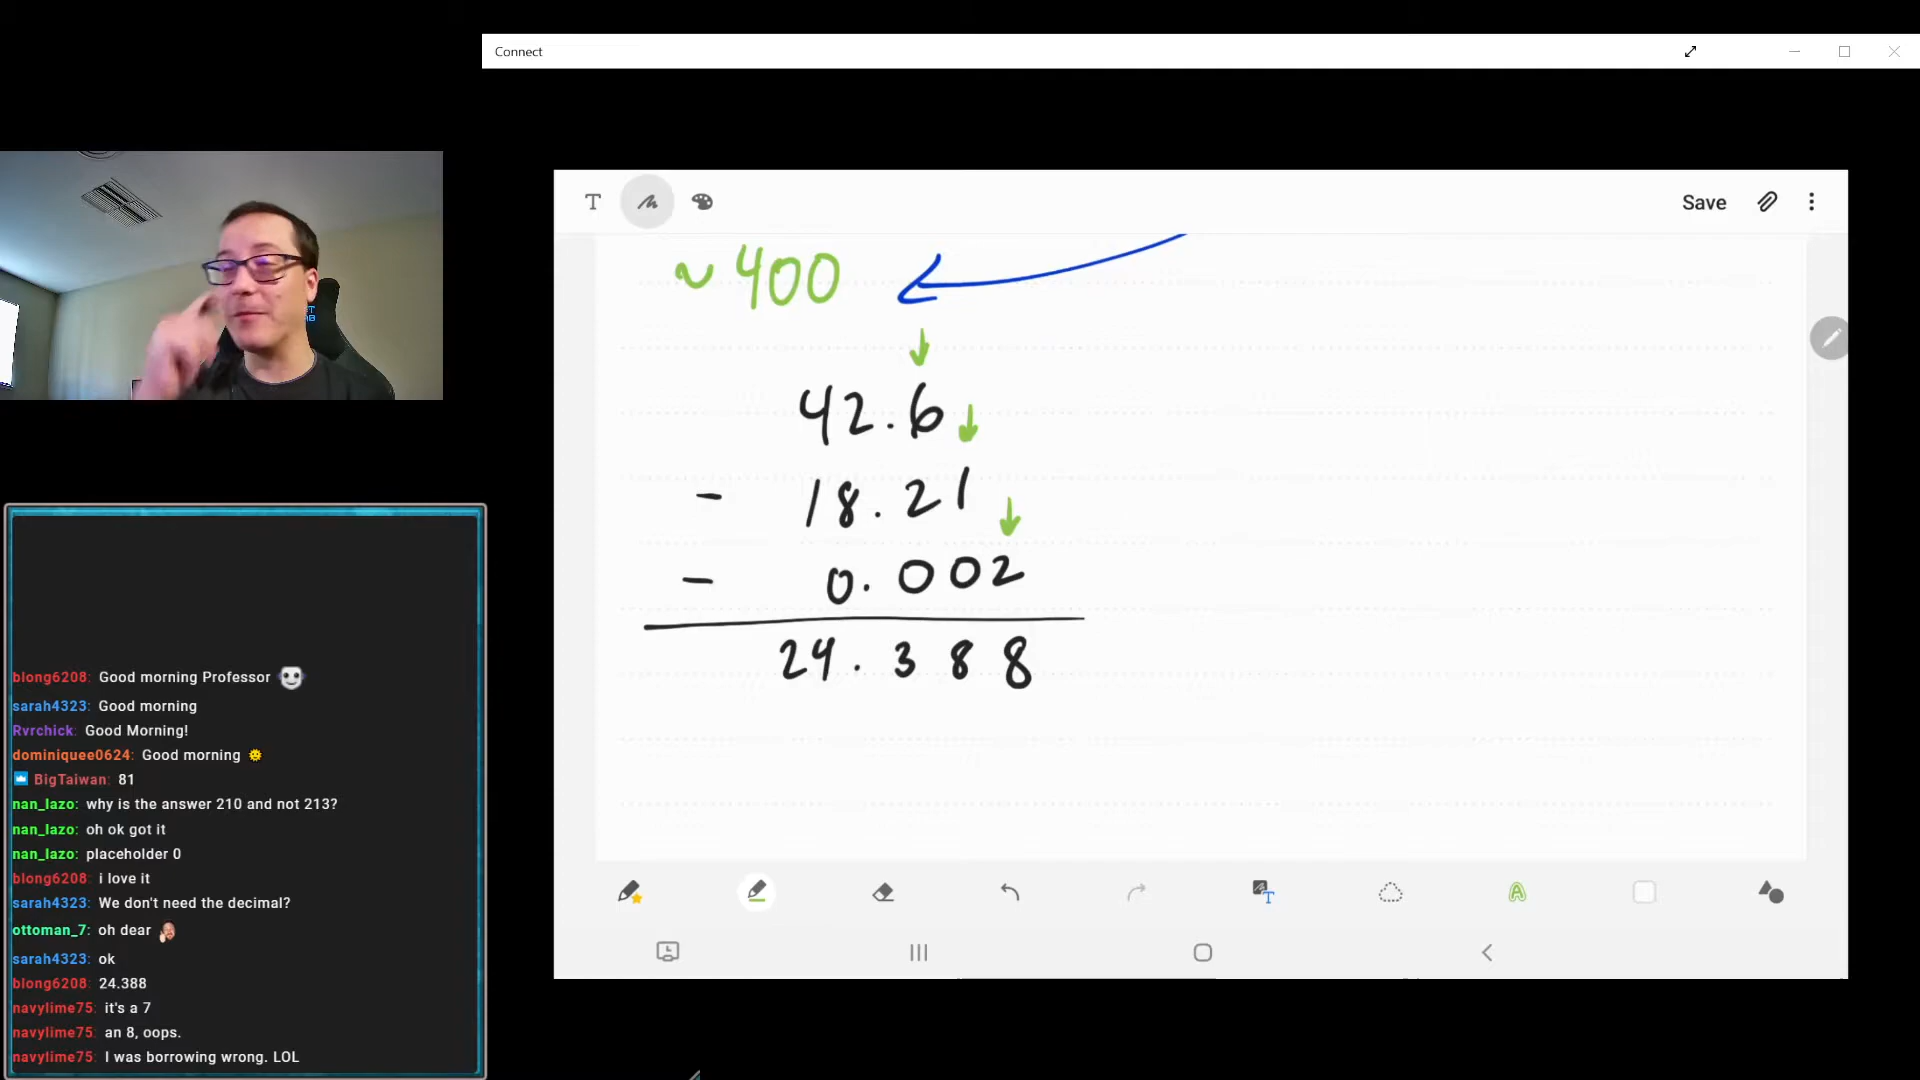 Connect
T
Save
~ 400
42.6
- 18.21
- 0.002
24.388
blong6208: Good morning Professor
sarah4323: Good morning
Rvrchick: Good Morning!
dominiquee0624: Good morning
BigTaiwan: 81
nan_lazo: why is the answer 210 and not 213?
nan_lazo: oh ok got it
nan_lazo: placeholder 0
blong6208: i love it
sarah4323: We don't need the decimal?
ottoman_7: oh dear
sarah4323: ok
blong6208: 24.388
navylime75: it's a 7
navylime75: an 8, oops.
navylime75: I was borrowing wrong. LOL
T
A